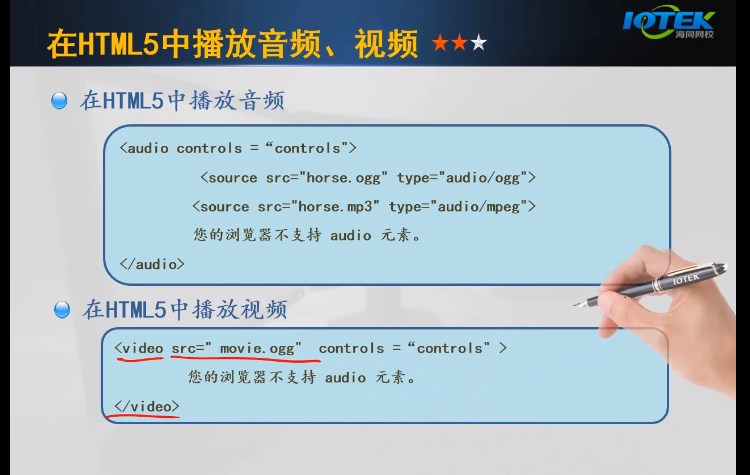 在HTML5中播放音频、视频
IOTEK
海同网校
在HTML5中播放音频
<audio controls =“controls">
<source src="horse.ogg" type="audio/ogg">
<source src="horse.mp3" type="audio/mpeg">
您的浏览器不支持 audio 元素。
</audio>
IOTEK
在HTML5中播放视频
<video src=" movie.ogg" controls =“controls" >
您的浏览器不支持 audio 元素。
</video>